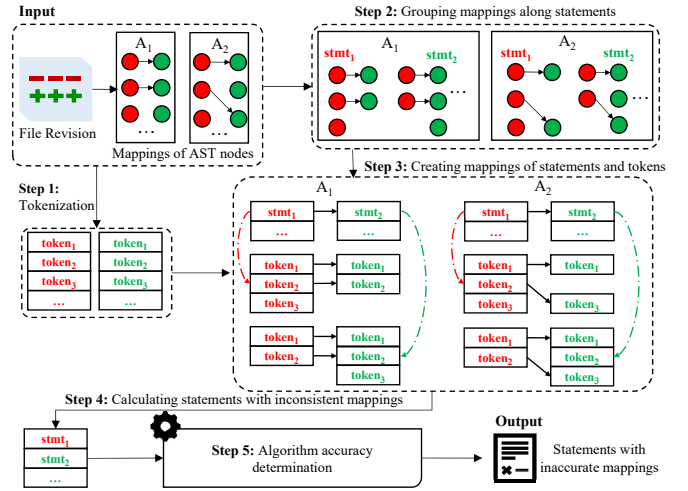 Input
A1
A2
...
...
File Revision
Mappings of AST nodes
Step 2: Grouping mappings along statements
A1
stmt1
stmt2
...
A2
stmt1
stmt2
...
Step 1:
Tokenization
token1
token2
token3
...
token1
token2
token3
...
Step 3: Creating mappings of statements and tokens
A1
stmt1
...
stmt2
...
token1
token2
token3
token1
token2
token1
token2
token1
token2
token3
A2
stmt1
...
stmt2
...
token1
token2
token3
token1
token3
token1
token2
token1
token2
token3
Step 4: Calculating statements with inconsistent mappings
stmt1
stmt2
...
Step 5: Algorithm accuracy
determination
Output
Statements with
inaccurate mappings